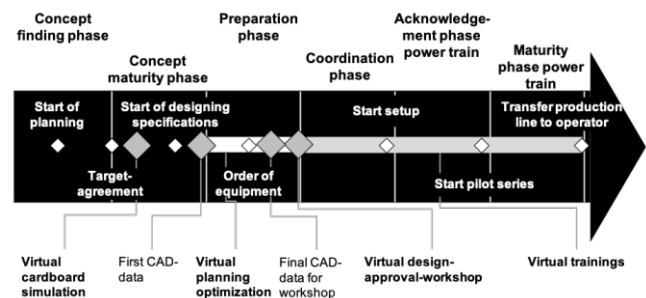 Concept
finding phase
Concept
maturity phase
Preparation
phase
Coordination
phase
Acknowledge-
ment phase
power train
Maturity
phase power
train
Start of
planning
Start of designing
specifications
Start setup
Transfer production
line to operator
Target-
agreement
Order of
equipment
Start pilot series
Virtual
cardboard
simulation
First CAD-
data
Virtual
planning
optimization
Final CAD-
data for
workshop
Virtual design-
approval-workshop
Virtual trainings